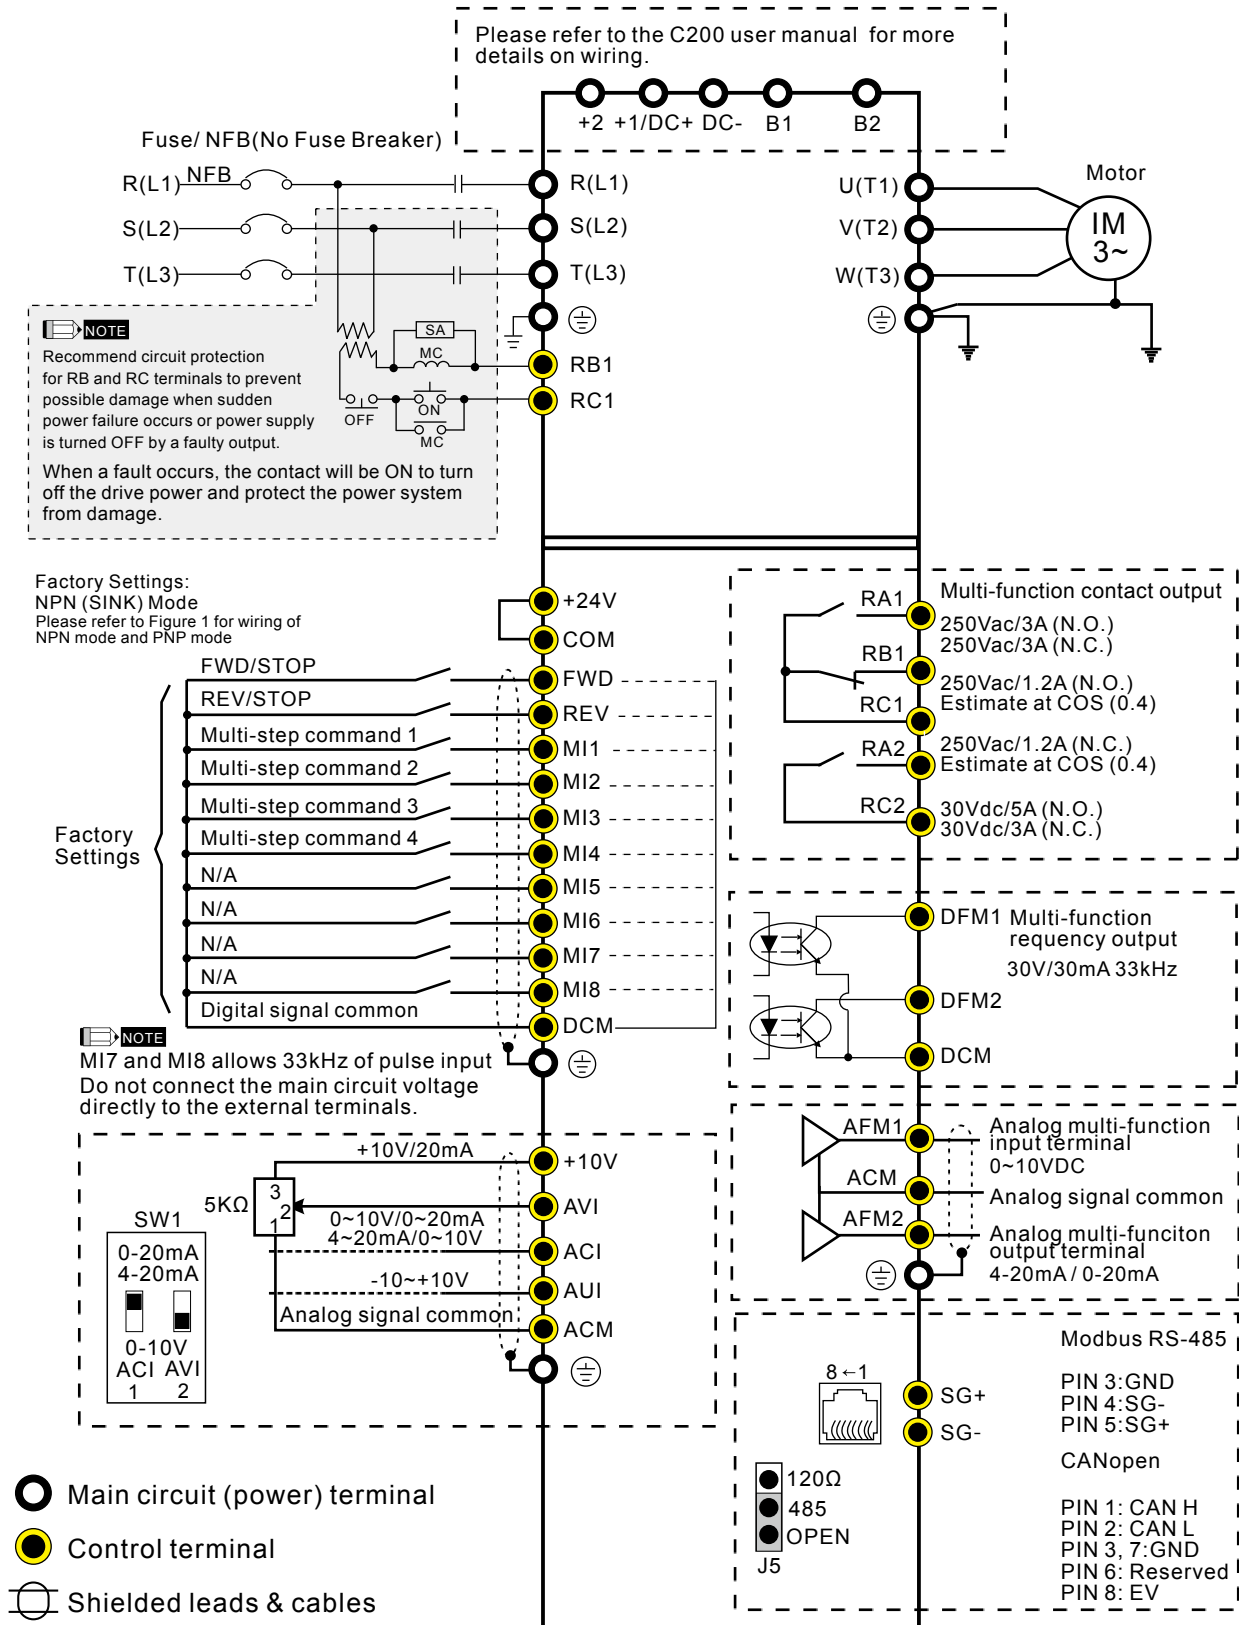 Please refer to the C200 user manual  for more
details on wiring.
+2 +1/DC+ DC- B1 B2
Fuse/ NFB(No Fuse Breaker)
R(L1) NFB R(L1)
S(L2) S(L2)
T(L3) T(L3)
U(T1)
V(T2)
W(T3)
Motor
IM
3~
NOTE
Recommend circuit protection
for RB and RC terminals to prevent
possible damage when sudden
power failure occurs or power supply
is turned OFF by a faulty output.
When a fault occurs, the contact will be ON to turn
off the drive power and protect the power system
from damage.
SA
MC
RB1
OFF
ON
MC
RC1
Factory Settings:
NPN (SINK) Mode
Please refer to Figure 1 for wiring of
NPN mode and PNP mode
+24V
COM
FWD/STOP FWD
REV/STOP REV
Multi-step command 1 MI1
Multi-step command 2 MI2
Multi-step command 3 MI3
Multi-step command 4 MI4
N/A MI5
N/A MI6
N/A MI7
N/A MI8
Digital signal common DCM
Factory
Settings
NOTE
MI7 and MI8 allows 33kHz of pulse input
Do not connect the main circuit voltage
directly to the external terminals.
+10V/20mA +10V
5KΩ
3
2
1
AVI
0~10V/0~20mA
4~20mA/0~10V
ACI
-10~+10V AUI
Analog signal common ACM
SW1
0-20mA
4-20mA
0-10V
ACI AVI
1 2
RA1
RB1
RC1
RA2
RC2
Multi-function contact output
250Vac/3A (N.O.)
250Vac/3A (N.C.)
250Vac/1.2A (N.O.)
Estimate at COS (0.4)
250Vac/1.2A (N.C.)
Estimate at COS (0.4)
30Vdc/5A (N.O.)
30Vdc/3A (N.C.)
DFM1 Multi-function
requency output
30V/30mA 33kHz
DFM2
DCM
AFM1 Analog multi-function
input terminal
0~10VDC
ACM Analog signal common
AFM2 Analog multi-funciton
output terminal
4-20mA / 0-20mA
Modbus RS-485
8←1
SG+
SG-
PIN 3:GND
PIN 4:SG-
PIN 5:SG+
CANopen
PIN 1: CAN H
PIN 2: CAN L
PIN 3, 7:GND
PIN 6: Reserved
PIN 8: EV
120Ω
485
OPEN
J5
Main circuit (power) terminal
Control terminal
Shielded leads & cables